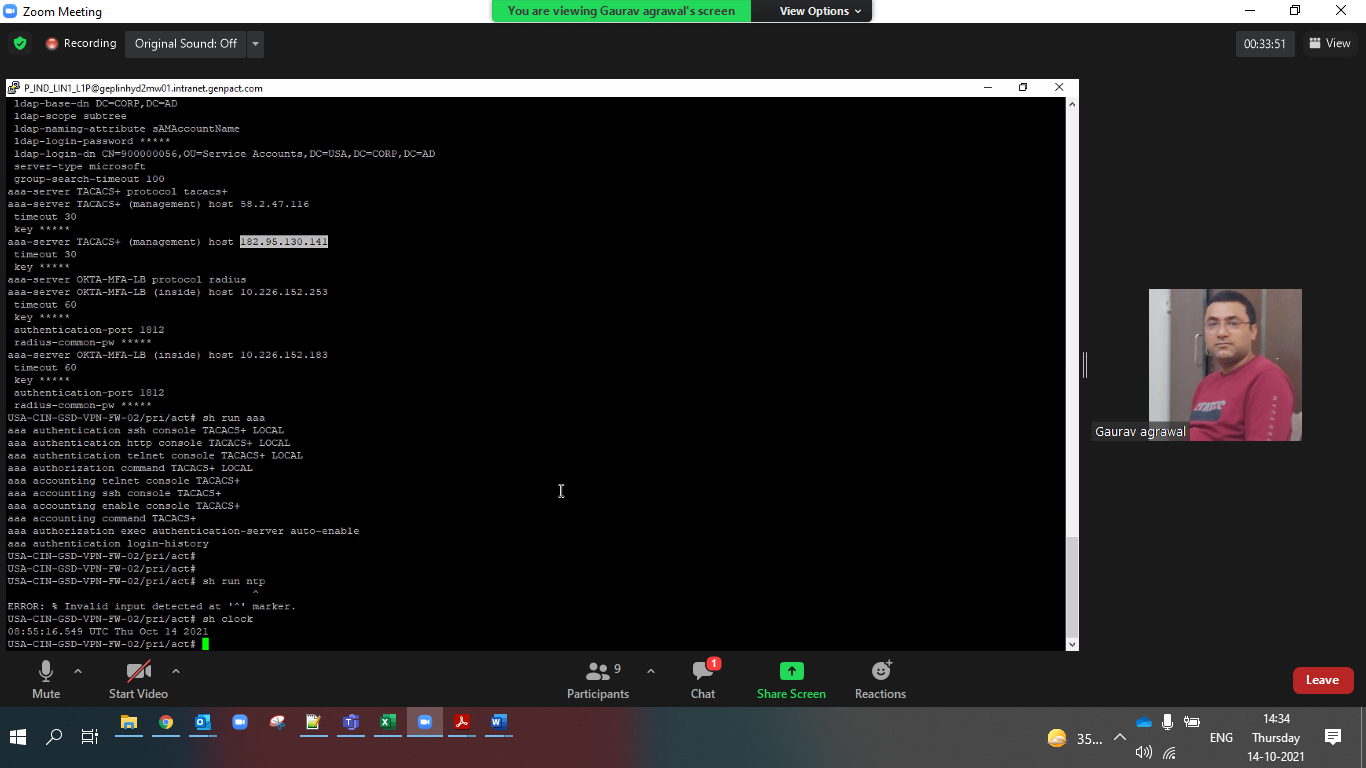 Zoom Meeting
You are viewing Gaurav agrawal's screen
View Options
Recording
Original Sound: Off
00:33:51
View
P_IND_LIN1_L1P@geplinhyd2mw01.intranet.genpact.com
ldap-base-dn DC=CORP,DC=AD
ldap-scope subtree
ldap-naming-attribute sAMAccountName
ldap-login-password *****
ldap-login-dn CN=900000056,OU=Service Accounts,DC=USA,DC=CORP,DC=AD
server-type microsoft
group-search-timeout 100
aaa-server TACACS+ protocol tacacs+
aaa-server TACACS+ (management) host 58.2.47.116
timeout 30
key *****
aaa-server TACACS+ (management) host 182.95.130.141
timeout 30
key *****
aaa-server OKTA-MFA-LB protocol radius
aaa-server OKTA-MFA-LB (inside) host 10.226.152.253
timeout 60
key *****
authentication-port 1812
radius-common-pw *****
aaa-server OKTA-MFA-LB (inside) host 10.226.152.183
timeout 60
key *****
authentication-port 1812
radius-common-pw *****
USA-CIN-GSD-VPN-FW-02/pri/act# sh run aaa
aaa authentication ssh console TACACS+ LOCAL
aaa authentication http console TACACS+ LOCAL
aaa authentication telnet console TACACS+ LOCAL
aaa authorization command TACACS+ LOCAL
aaa accounting telnet console TACACS+
aaa accounting ssh console TACACS+
aaa accounting enable console TACACS+
aaa accounting command TACACS+
aaa authorization exec authentication-server auto-enable
aaa authentication login-history
USA-CIN-GSD-VPN-FW-02/pri/act#
USA-CIN-GSD-VPN-FW-02/pri/act#
USA-CIN-GSD-VPN-FW-02/pri/act# sh run ntp
^
ERROR: % Invalid input detected at '^' marker.
USA-CIN-GSD-VPN-FW-02/pri/act# sh clock
08:55:16.549 UTC Thu Oct 14 2021
USA-CIN-GSD-VPN-FW-02/pri/act#
Gaurav agrawal
Mute
Start Video
9
Participants
1
Chat
Share Screen
Reactions
Leave
35...
ENG
14:34
Thursday
14-10-2021